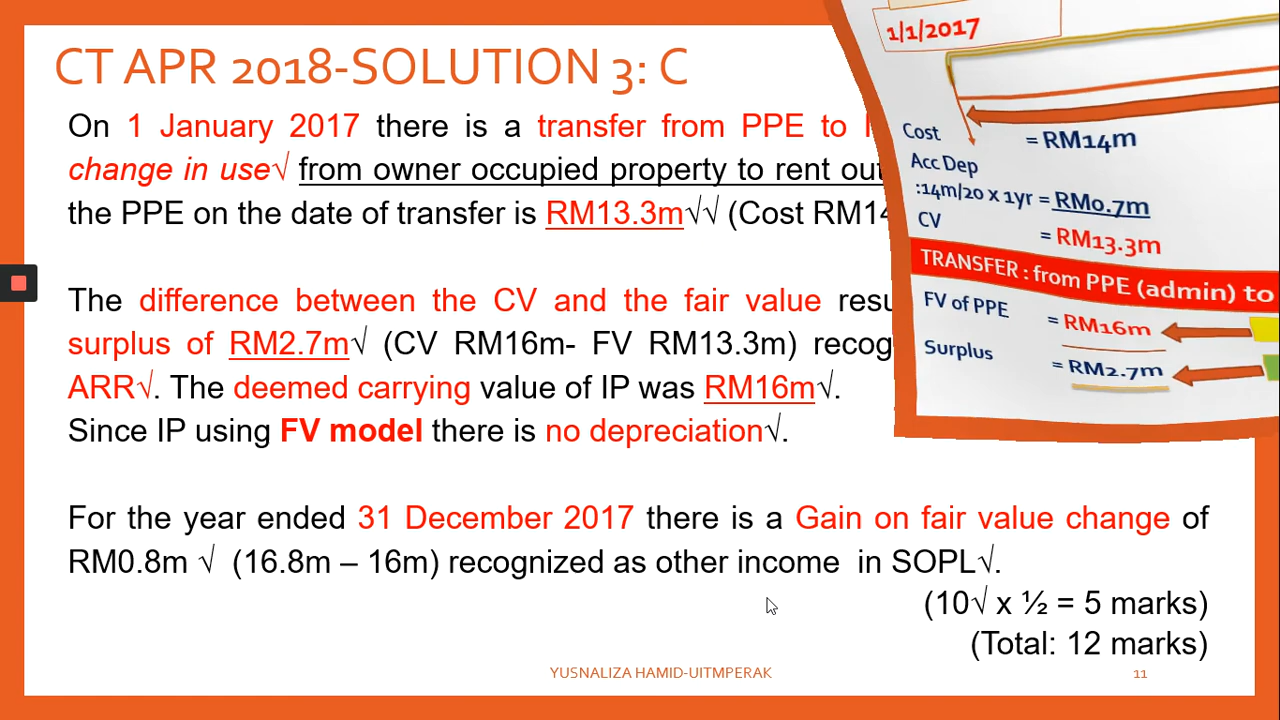 CT APR 2018-SOLUTION 3: C
On 1 January 2017 there is a transfer from PPE to
change in use√ from owner occupied property to rent out
the PPE on the date of transfer is RM13.3m√√ (Cost RM14
The difference between the CV and the fair value
surplus of RM2.7m√ (CV RM16m- FV RM13.3m)
ARR√. The deemed carrying value of IP was RM16m√.
Since IP using FV model there is no depreciation√.
For the year ended 31 December 2017 there is a Gain on fair value change of
RM0.8m √ (16.8m – 16m) recognized as other income in SOPL√.
(10√ x ½ = 5 marks)
(Total: 12 marks)
YUSNALIZA HAMID-UITMPERAK
11
1/1/2017
Cost = RM14m
Acc Dep
:14m/20 x 1yr = RM0.7m
CV = RM13.3m
TRANSFER : from PPE (admin) to
FV of PPE = RM16m
Surplus = RM2.7m